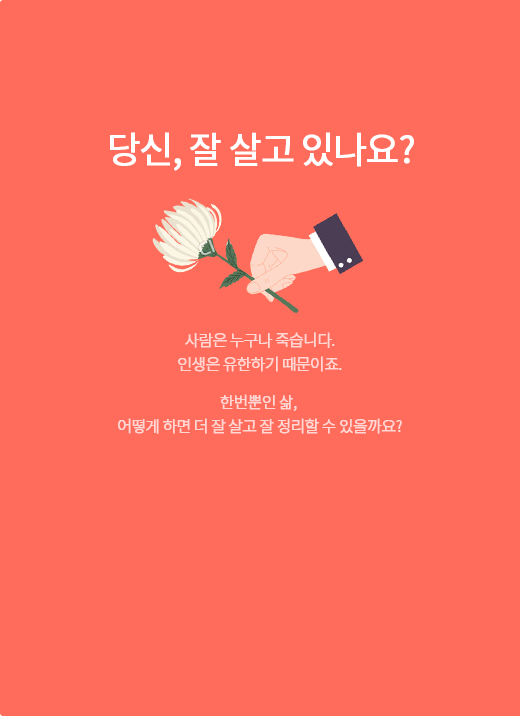 당신, 잘 살고 있나요?
사람은 누구나 죽습니다.
인생은 유한하기 때문이죠.
한번뿐인 삶,
어떻게 하면 더 잘 살고 잘 정리할 수 있을까요?